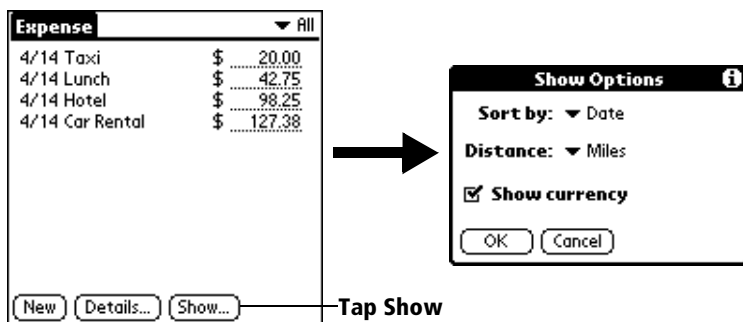 Expense All
4/14 Taxi $ 20.00
4/14 Lunch $ 42.75
4/14 Hotel $ 98.25
4/14 Car Rental $ 127.38
New Details... Show...
Tap Show
Show Options i
Sort by: Date
Distance: Miles
Show currency
OK Cancel